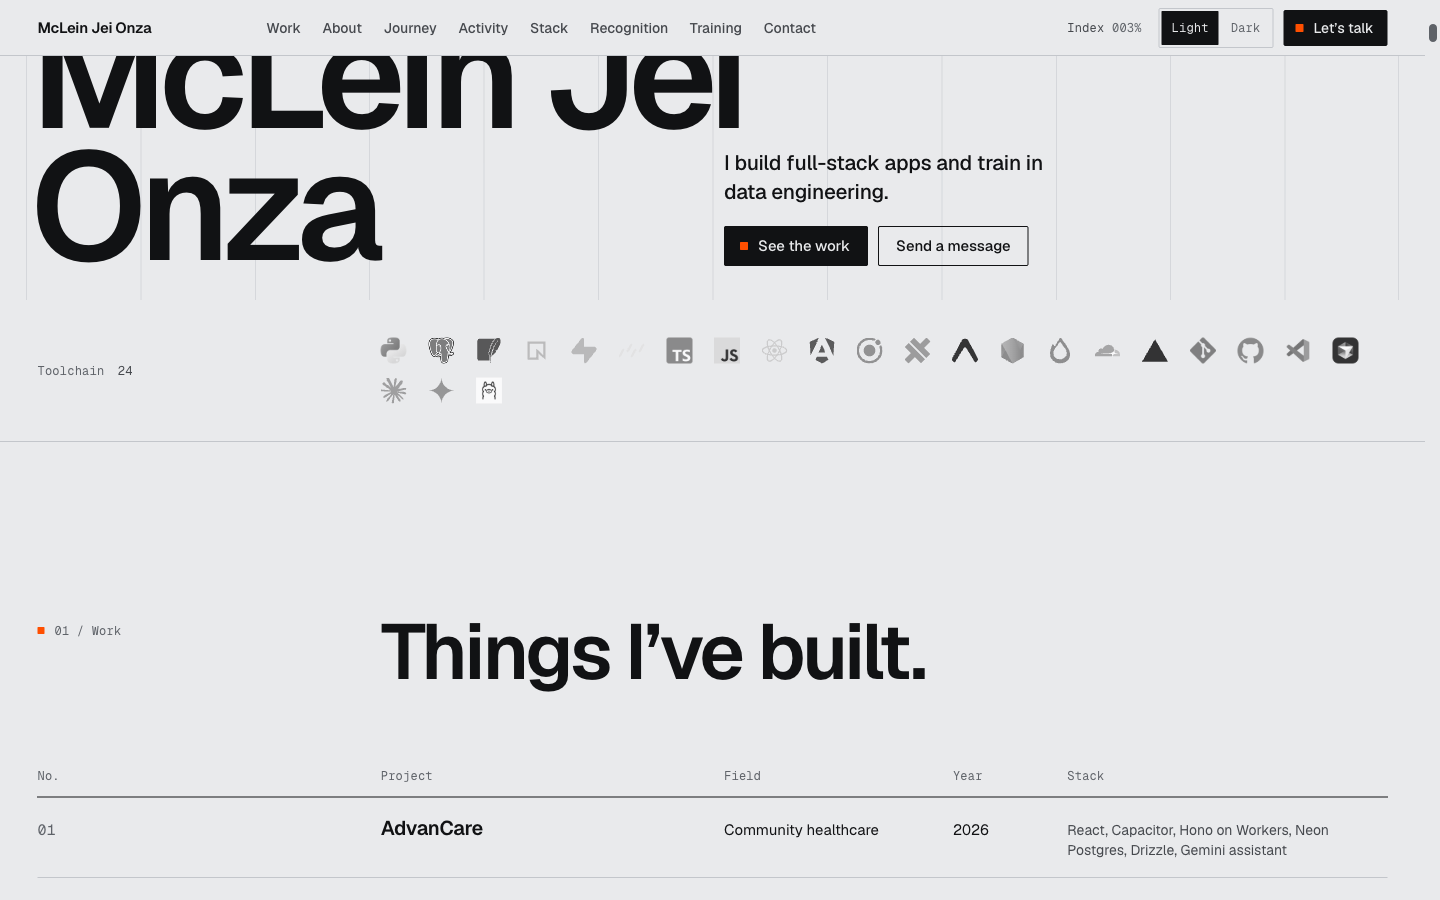 McLein Jei Onza
Work About Journey Activity Stack Recognition Training Contact
Index 003% Light Dark Let's talk
McLein Jei
Onza
I build full-stack apps and train in
data engineering.
See the work Send a message
TS JS
Toolchain 24
01 / Work
Things I’ve built.
No. Project Field Year Stack
01 AdvanCare Community healthcare 2026 React, Capacitor, Hono on Workers, Neon
Postgres, Drizzle, Gemini assistant